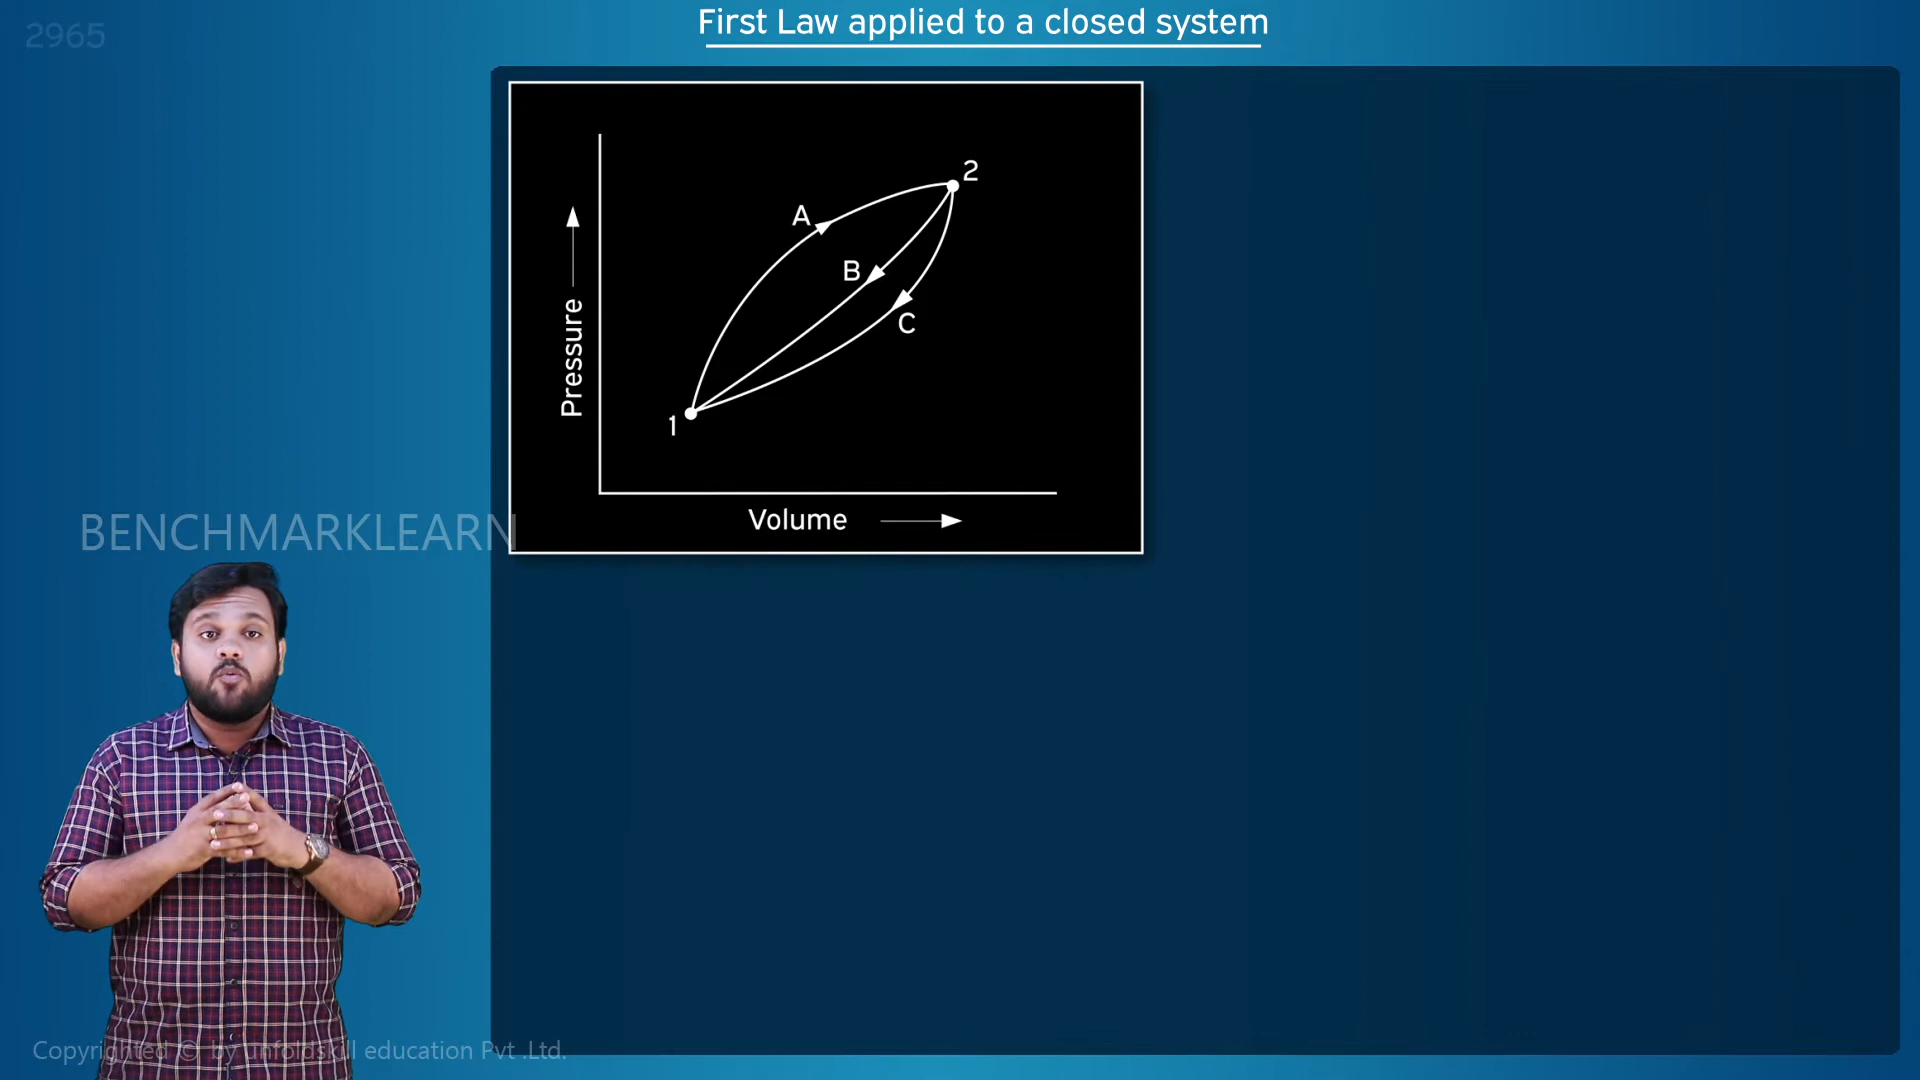 2965
First Law applied to a closed system
2
A
B
C
1
Pressure
Volume
BENCHMARKLEARN
Copyrighted © by unfoldskill education Pvt .Ltd.